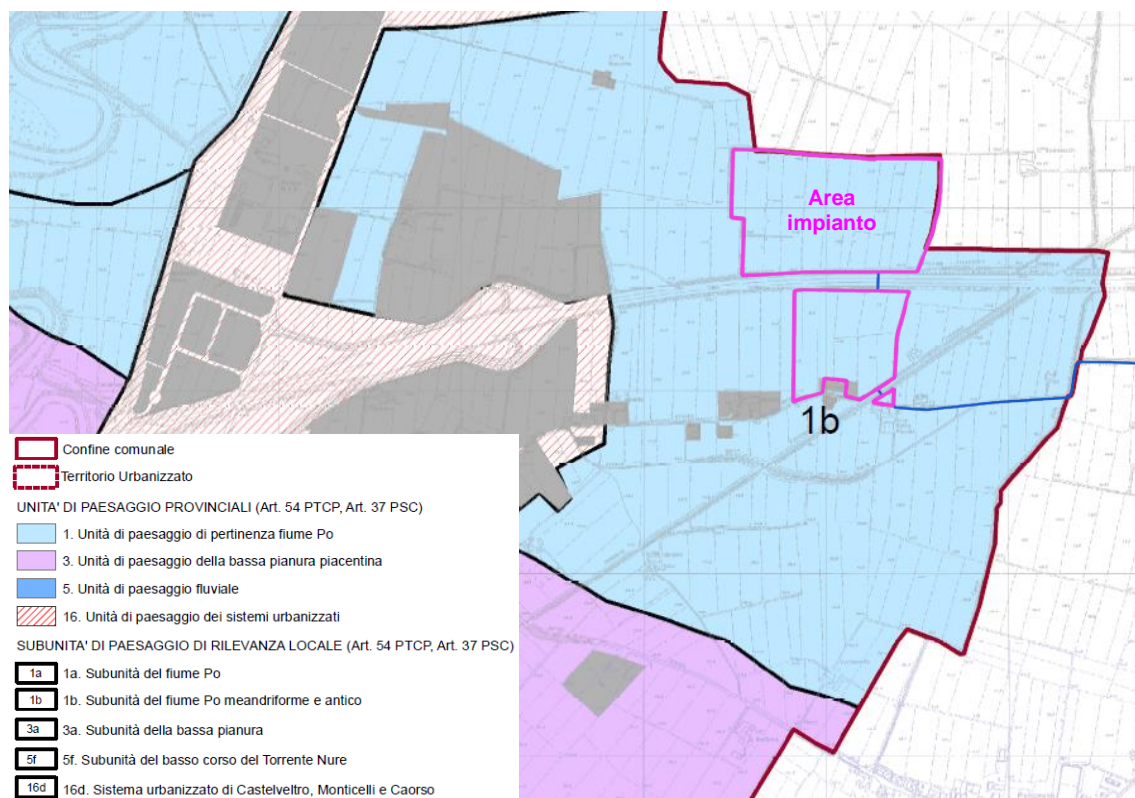 Area
impianto
1b
Confine comunale
Territorio Urbanizzato
UNITA' DI PAESAGGIO PROVINCIALI (Art. 54 PTCP, Art. 37 PSC)
1. Unità di paesaggio di pertinenza fiume Po
3. Unità di paesaggio della bassa pianura piacentina
5. Unità di paesaggio fluviale
16. Unità di paesaggio dei sistemi urbanizzati
SUBUNITA' DI PAESAGGIO DI RILEVANZA LOCALE (Art. 54 PTCP, Art. 37 PSC)
1a 1a. Subunità del fiume Po
1b 1b. Subunità del fiume Po meandriforme e antico
3a 3a. Subunità della bassa pianura
5f 5f. Subunità del basso corso del Torrente Nure
16d 16d. Sistema urbanizzato di Castelveltro, Monticelli e Caorso